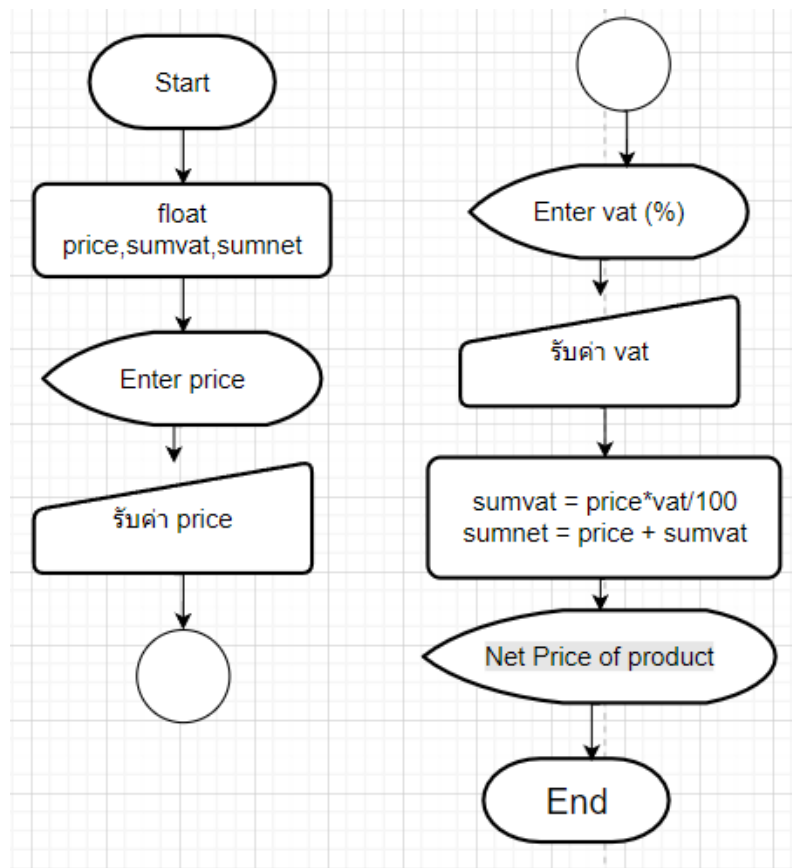 Start
float
price,sumvat,sumnet
Enter price
รับค่า price
Enter vat (%)
รับค่า vat
sumvat = price*vat/100
sumnet = price + sumvat
Net Price of product
End